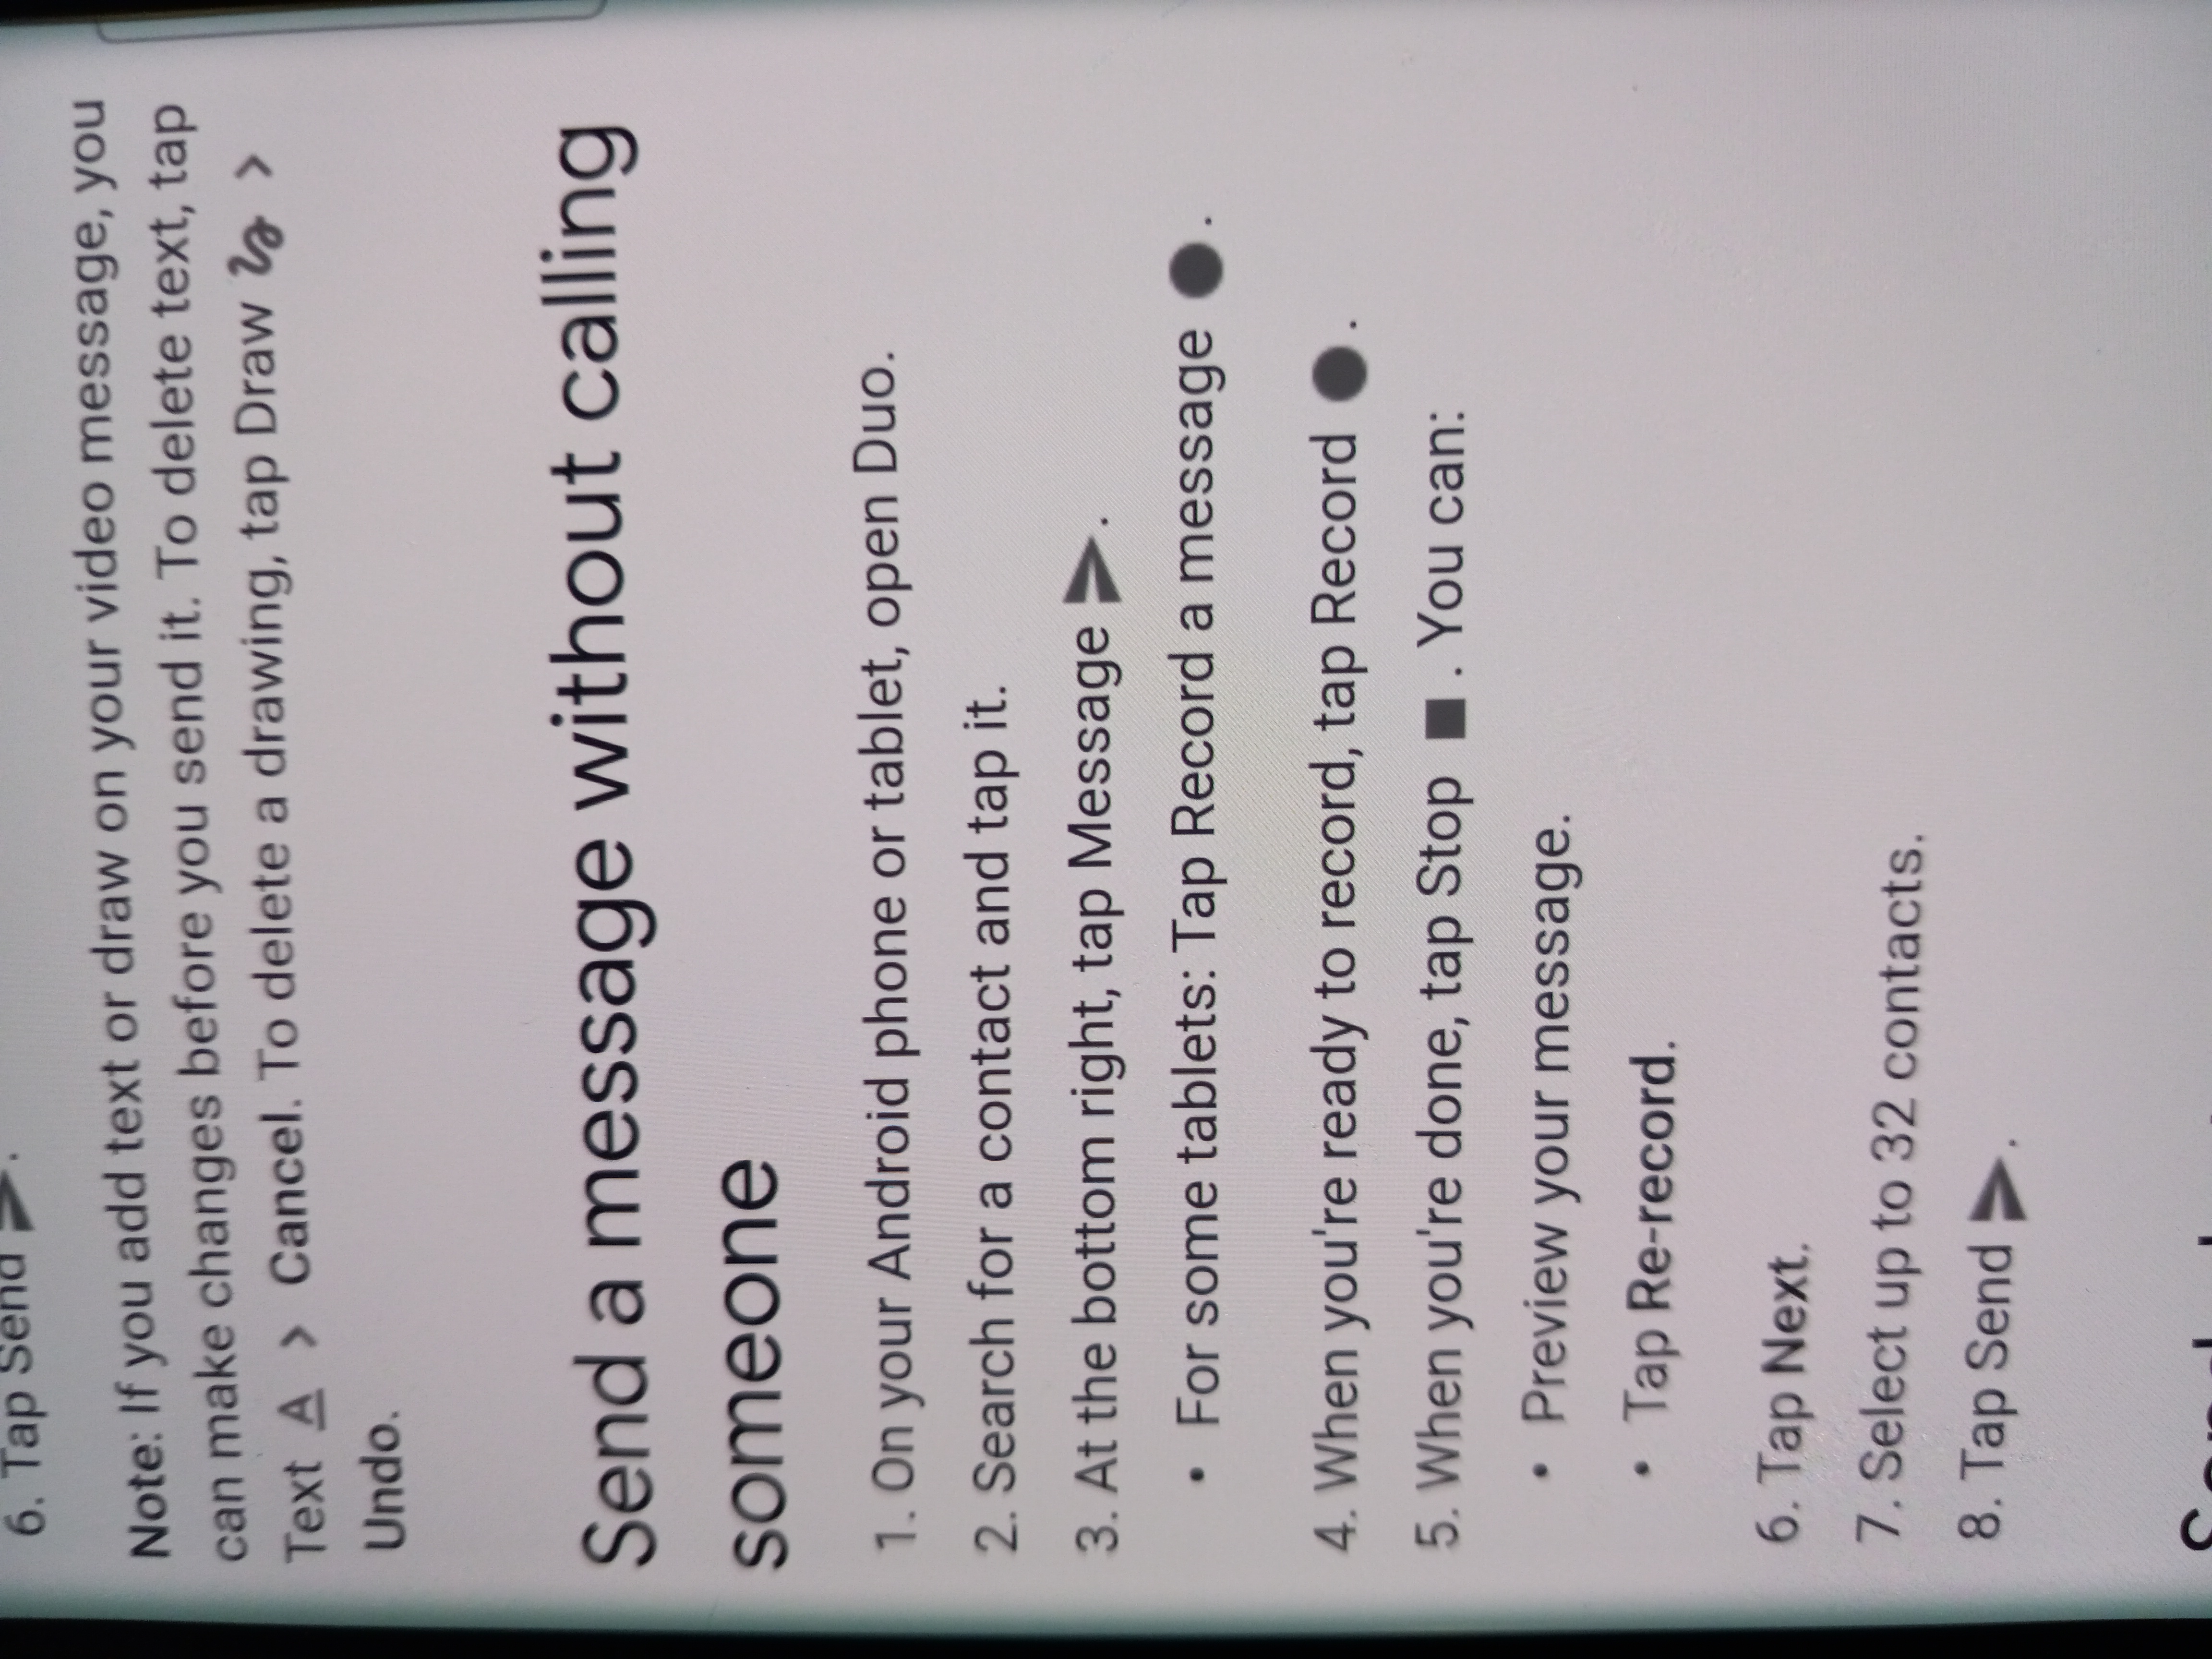 6. Tap Send
Note: If you add text or draw on your video message, you
can make changes before you send it. To delete text, tap
Text A > Cancel. To delete a drawing, tap Draw >
Undo.
Send a message without calling
someone
1. On your Android phone or tablet, open Duo.
2. Search for a contact and tap it.
3. At the bottom right, tap Message ➤.
• For some tablets: Tap Record a message ●.
4. When you're ready to record, tap Record ●.
5. When you're done, tap Stop ■. You can:
• Preview your message.
• Tap Re-record.
6. Tap Next.
7. Select up to 32 contacts.
8. Tap Send ➤.